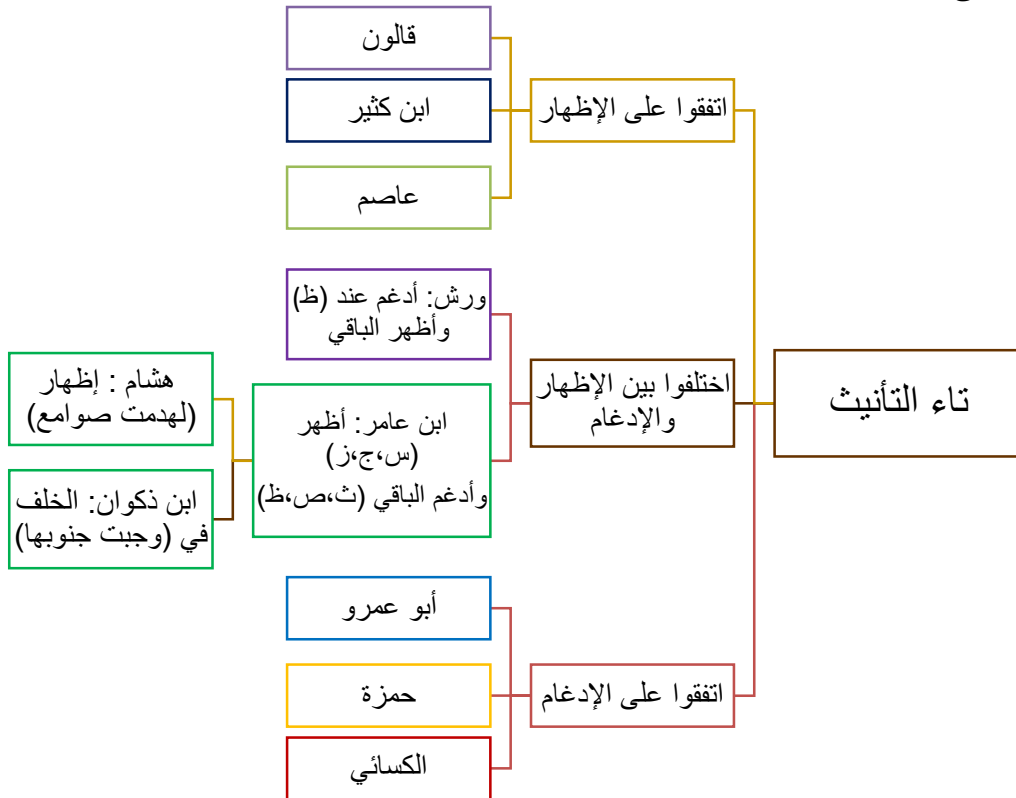 تاء التأنيث
اتفقوا على الإظهار
قالون
ابن كثير
عاصم
اختلفوا بين الإظهار
والإدغام
ورش: أدغم عند (ظ)
وأظهر الباقي
ابن عامر: أظهر
(س،ج،ز)
وأدغم الباقي (ث،ص،ظ)
هشام : إظهار
(لهدمت صوامع)
ابن ذكوان: الخلف
في (وجبت جنوبها)
اتفقوا على الإدغام
أبو عمرو
حمزة
الكسائي